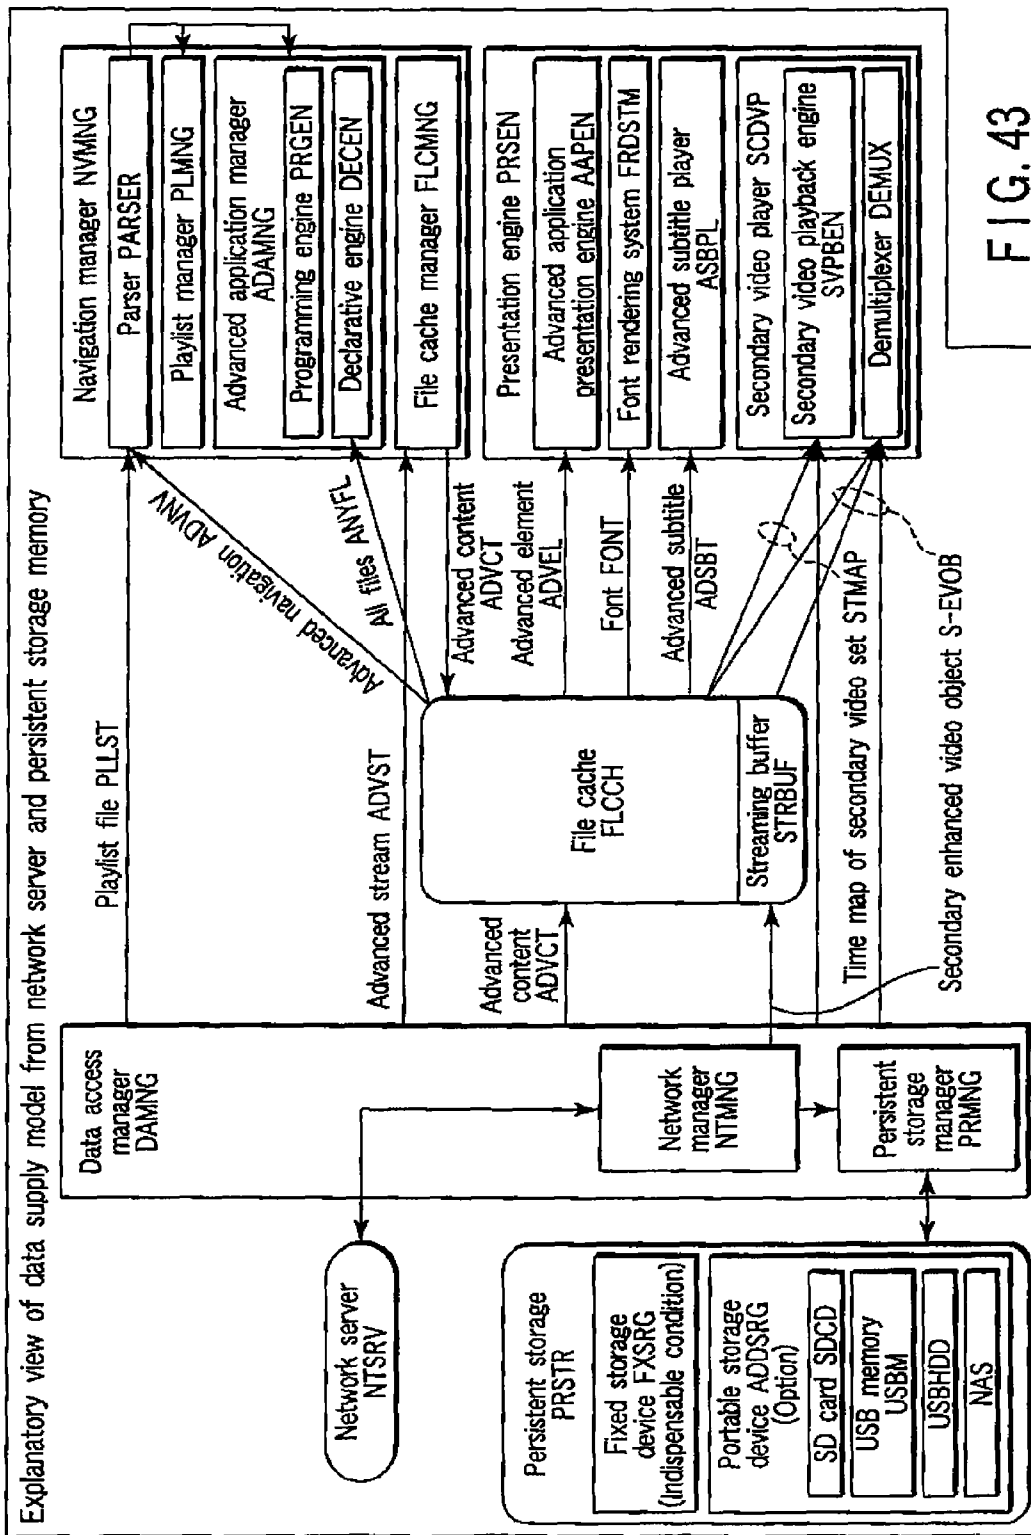 Explanatory view of data supply model from network server and persistent storage memory
Network server
NTSRV
Persistent storage
PRSTR
Fixed storage
device FXSRG
(Indispensable condition)
Portable storage
device ADDSRG
(Option)
SD card SDCD
USB memory
USBM
USBHDD
NAS
Data access
manager
DAMNG
Network
manager
NTMNG
Persistent
storage
manager
PRMNG
Playlist file PLLST
Advanced stream ADVST
Advanced
content
ADVCT
File cache
FLCCH
Streaming buffer
STRBUF
Time map of secondary video set STMAP
Secondary enhanced video object S-EVOB
Advanced navigation ADVNV
All files ANYFL
Advanced content
ADVCT
Advanced element
ADVEL
Font FONT
Advanced subtitle
ADSBT
Navigation manager NVMNG
Parser PARSER
Playlist manager PLMNG
Advanced application manager
ADAMNG
Programming engine PRGEN
Declarative engine DECEN
File cache manager FLCMNG
Presentation engine PRSEN
Advanced application
presentation engine AAPEN
Font rendering system FRDSTM
Advanced subtitle player
ASBPL
Secondary video player SCDVP
Secondary video playback engine
SVPBEN
Demultiplexer DEMUX
FIG. 43